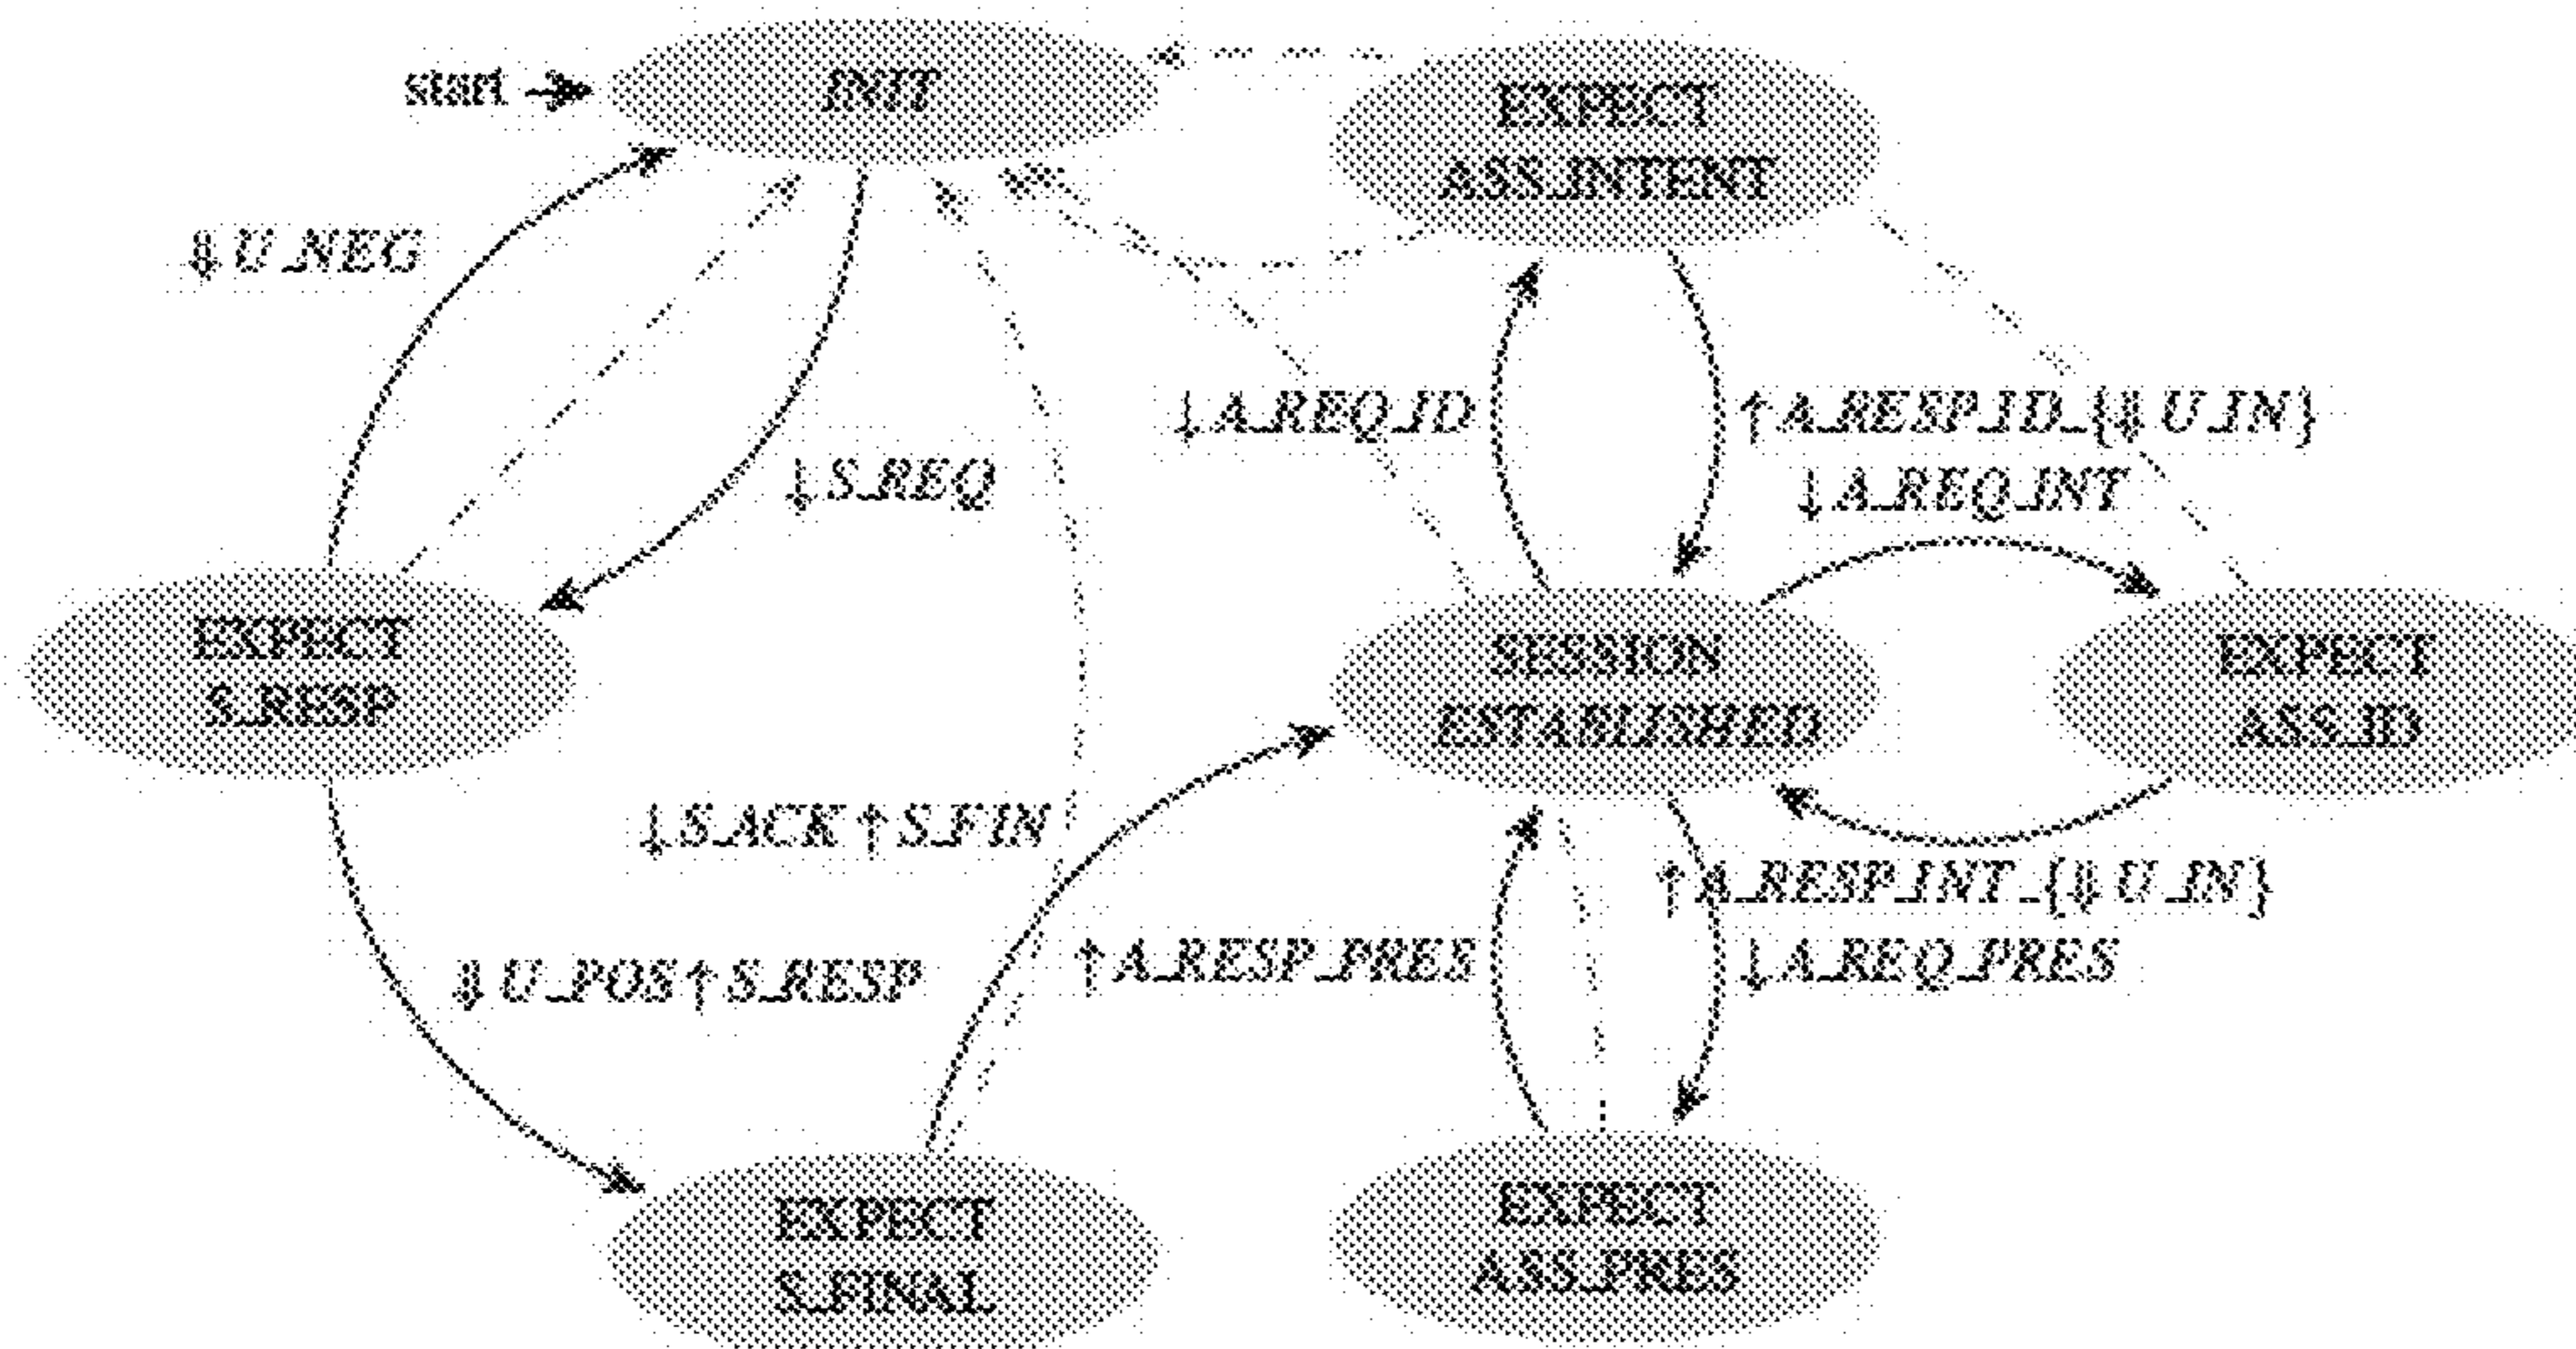 start
INIT
EXPECT
ASS_INTENT
⇓U_NEG
↓A_REQ_ID
↑A_RESP_ID_{⇓U_IN}
↓S_REQ
↓A_REQ_INT
EXPECT
S_RESP
SESSION
ESTABLISHED
EXPECT
ASS_ID
↓S_ACK↑S_FIN
↑A_RESP_INT_{⇓U_IN}
⇓U_POS↑S_RESP
↑A_RESP_PRES
↓A_REQ_PRES
EXPECT
S_FINAL
EXPECT
ASS_PRES